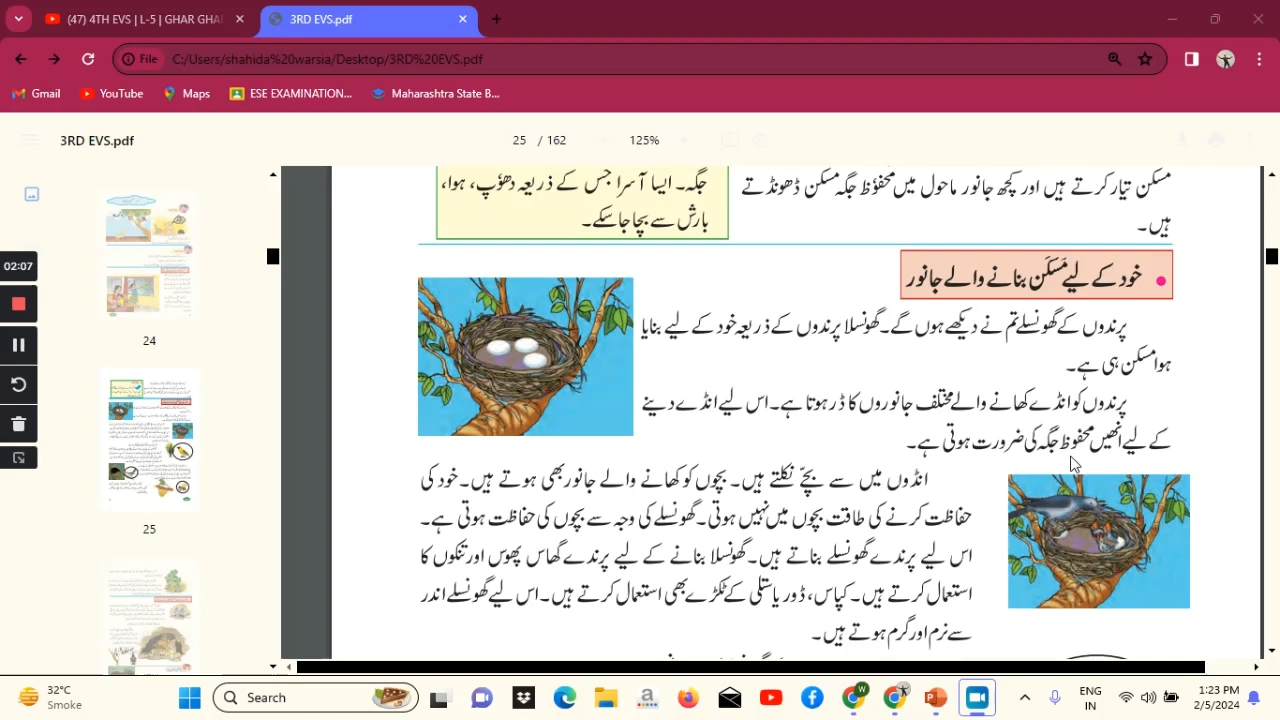 (47) 4TH EVS | L-5 | GHAR GHA
3RD EVS.pdf
File C:/Users/shahida%20warsia/Desktop/3RD%20EVS.pdf
Gmail YouTube Maps ESE EXAMINATION... Maharashtra State B...
3RD EVS.pdf 25 / 162 125%
مسکن تیار کرتے ہیں اور کچھ جانور ماحول میں محفوظ جگہ مسکن ڈھونڈتے
ہیں۔
جگہ۔ ایسا آسرا جس کے ذریعہ دھوٗپ، ہوا،
بارش سے بچا جا سکے۔
خود کے لیے مَسکَن بنانے والے جانور
پرندوں کے گھونسلے تم نے دیکھے ہوں گے۔ گھونسلا پرندوں کے ذریعہ خود کے لیے بنایا
ہوا مسکن ہی ہے۔
پرندوں کو انڈے کھانے والے مختلف جانوروں کا ڈر ہوتا ہے۔ اس لیے انڈے دینے
کے لیے انھیں محفوظ جگہ کی ضرورت ہوتی ہے۔
انڈوں میں سے بچّے نکلتے ہیں۔ بچوں کو کھانے والے جانور بھی ہوتے ہیں۔ خود کی
حفاظت کرنے کی طاقت بچوں میں نہیں ہوتی۔ گھونسلے کی وجہ سے بچوں کی حفاظت ہوتی ہے۔
اس لیے پرندے گھونسلے بناتے ہیں۔ گھونسلا بنانے کے لیے پرندے گھاس پھوٗس اور تنکوں کا
استعمال کرتے ہیں۔ کپاس، ڈور یا ستلی کے ٹکڑے بھی استعمال کرتے ہیں۔ اس لیے گھونسلے اندر
سے نرم اور گرم ہوتے ہیں۔
02:07
24
25
32°C
Smoke
Search
ENG
IN
1:23 PM
2/5/2024